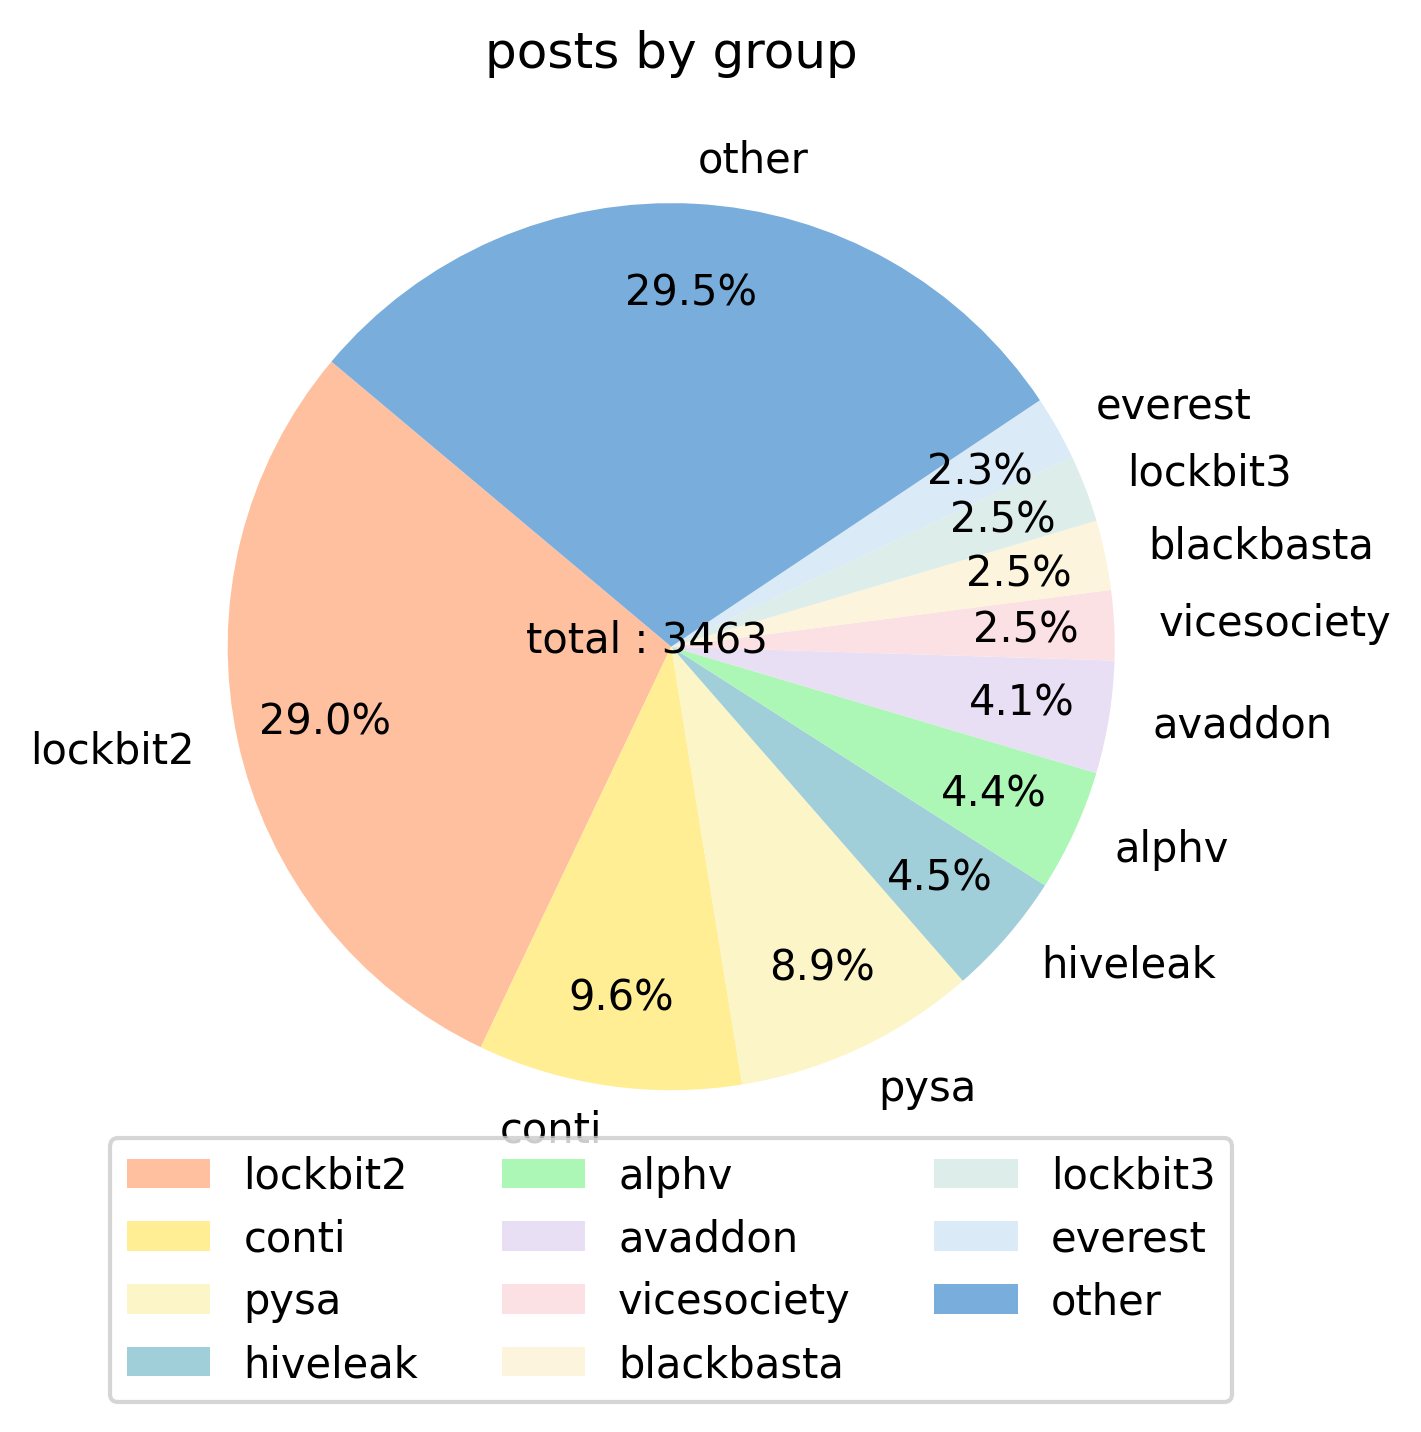 posts by group
other
29.5%
everest
2.3%
lockbit3
2.5%
blackbasta
2.5%
vicesociety
2.5%
total : 3463
avaddon
4.1%
lockbit2
29.0%
alphv
4.4%
hiveleak
4.5%
pysa
8.9%
conti
9.6%
lockbit2
conti
pysa
hiveleak
alphv
avaddon
vicesociety
blackbasta
lockbit3
everest
other